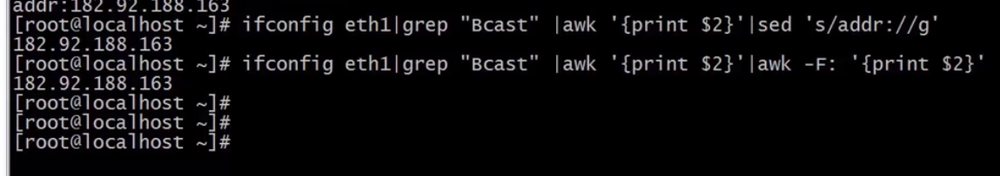 addr:182.92.188.163
[root@localhost ~]# ifconfig eth1|grep "Bcast" |awk '{print $2}'|sed 's/addr://g'
182.92.188.163
[root@localhost ~]# ifconfig eth1|grep "Bcast" |awk '{print $2}'|awk -F: '{print $2}'
182.92.188.163
[root@localhost ~]#
[root@localhost ~]#
[root@localhost ~]#